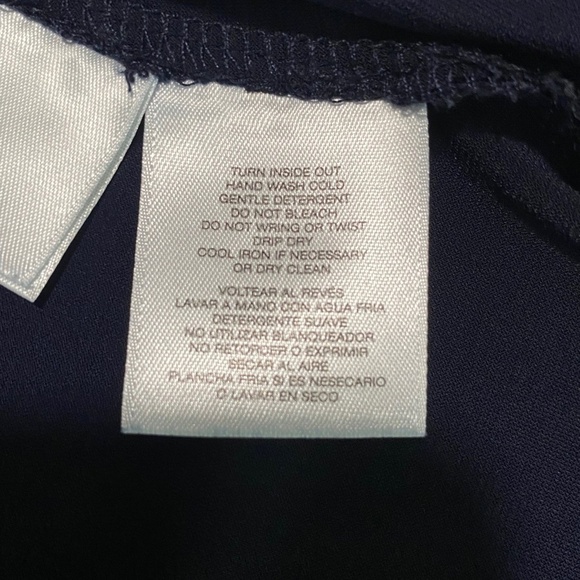 TURN INSIDE OUT
HAND WASH COLD
GENTLE DETERGENT
DO NOT BLEACH
DO NOT WRING OR TWIST
DRIP DRY
COOL IRON IF NECESSARY
OR DRY CLEAN
VOLTEAR AL REVÉS
LAVAR A MANO CON AGUA FRIA
DETERGENTE SUAVE
NO UTILIZAR BLANQUEADOR
NO RETORDER O EXPRIMIR
SECAR AL AIRE
PLANCHA FRIA SI ES NESECARIO
O LAVAR EN SECO